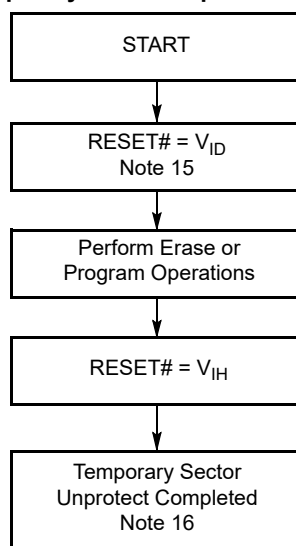 START
RESET# = VID
Note 15
Perform Erase or
Program Operations
RESET# = VIH
Temporary Sector
Unprotect Completed
Note 16